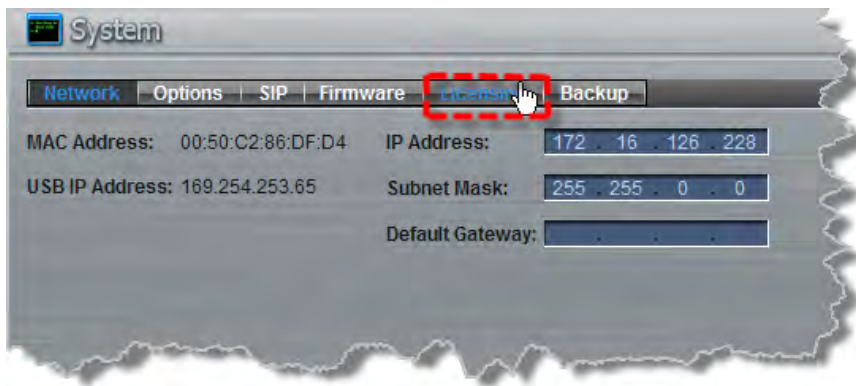 System
Network Options SIP Firmware Licensing Backup
MAC Address: 00:50:C2:86:DF:D4 IP Address: 172 . 16 . 126 . 228
USB IP Address: 169.254.253.65 Subnet Mask: 255 . 255 . 0 . 0
Default Gateway: . . .